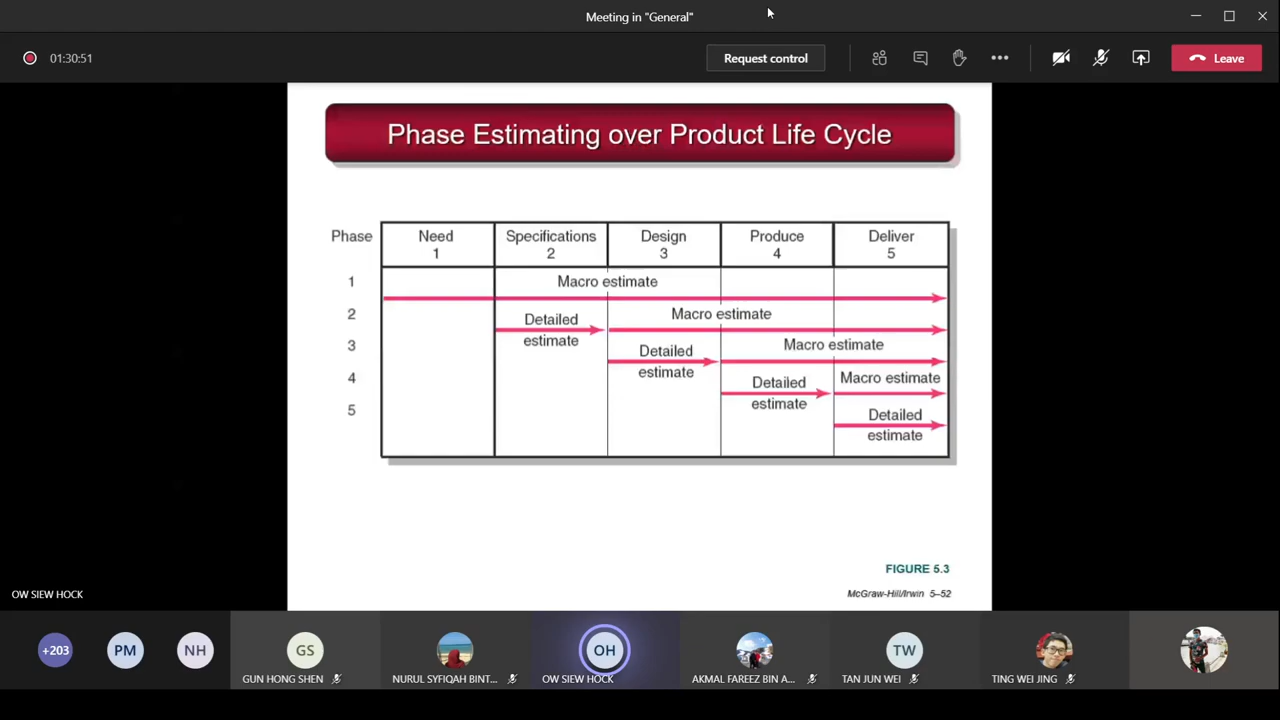 Meeting in "General"
01:30:51
Request control
Leave
Phase Estimating over Product Life Cycle
Phase
Need
1
Specifications
2
Design
3
Produce
4
Deliver
5
1
Macro estimate
2
Detailed
estimate
Macro estimate
3
Detailed
estimate
Macro estimate
4
Detailed
estimate
Macro estimate
5
Detailed
estimate
FIGURE 5.3
McGraw-Hill/Irwin 5–52
OW SIEW HOCK
+203
PM
NH
GS
GUN HONG SHEN
NURUL SYFIQAH BINT...
OH
OW SIEW HOCK
AKMAL FAREEZ BIN A...
TW
TAN JUN WEI
TING WEI JING